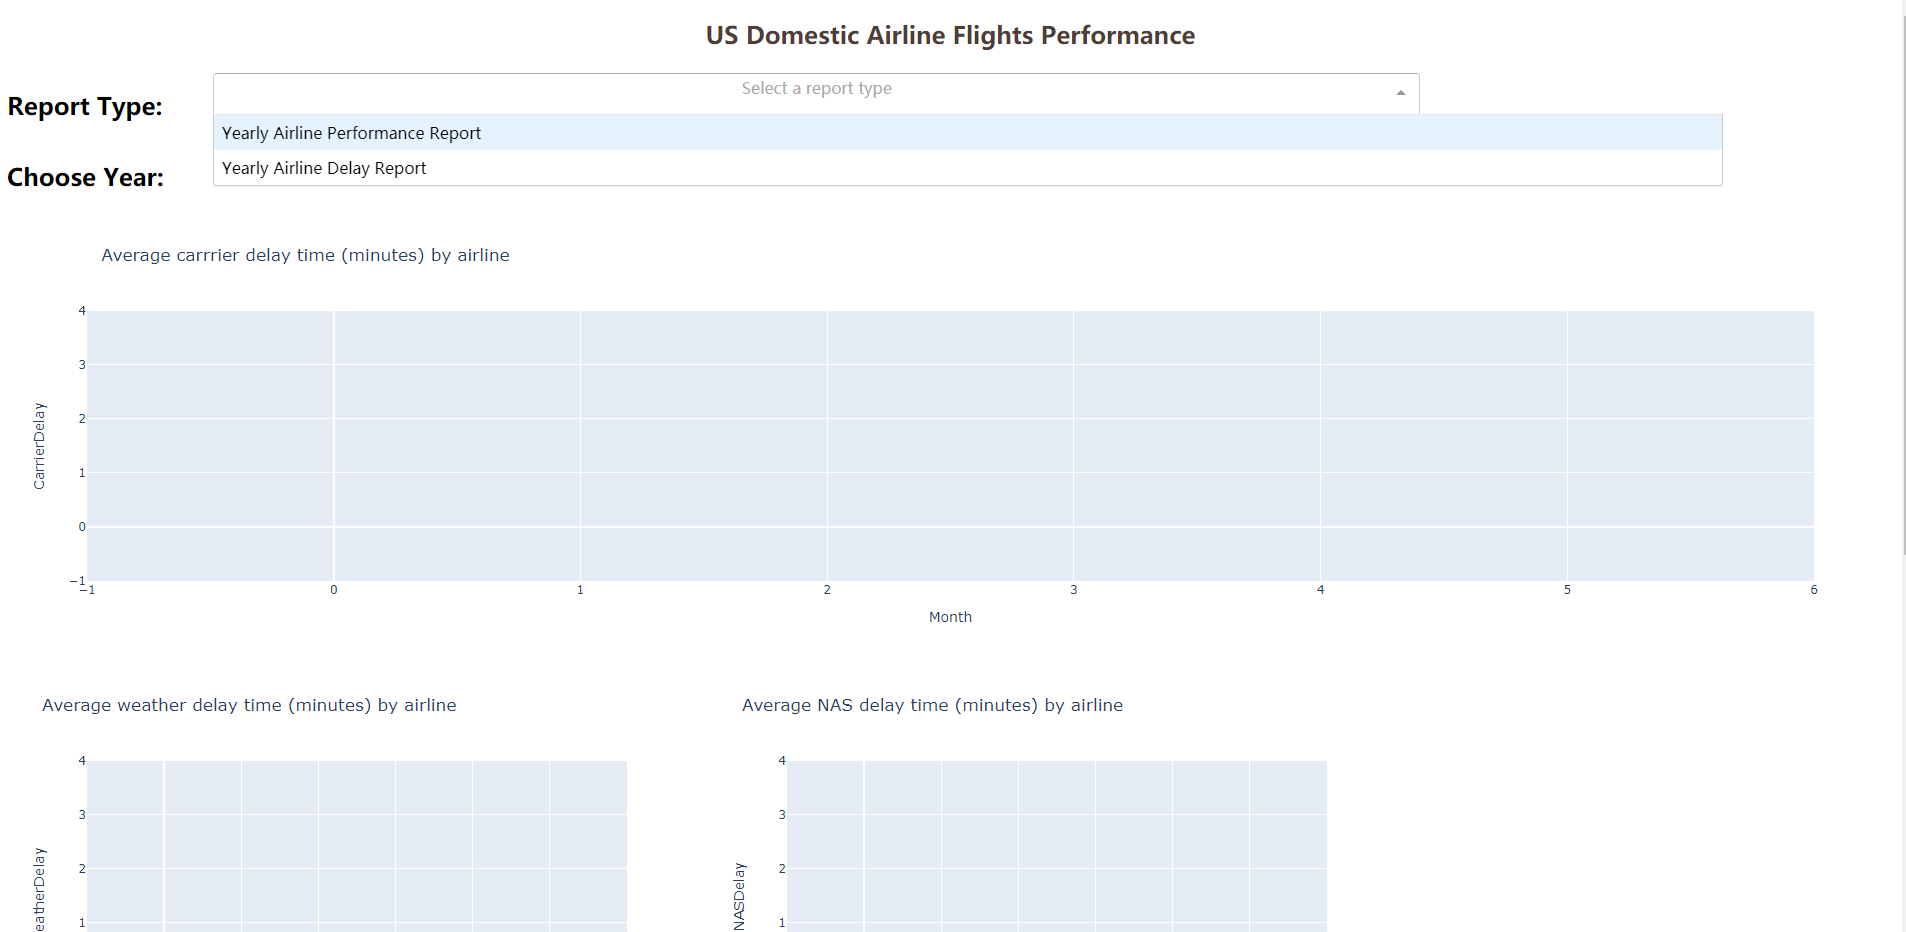 US Domestic Airline Flights Performance
Report Type:
Select a report type
Yearly Airline Performance Report
Yearly Airline Delay Report
Choose Year:
Average carrrier delay time (minutes) by airline
4
3
2
1
0
−1
CarrierDelay
−1 0 1 2 3 4 5 6
Month
Average weather delay time (minutes) by airline
4
3
2
1
eatherDelay
Average NAS delay time (minutes) by airline
4
3
2
1
NASDelay